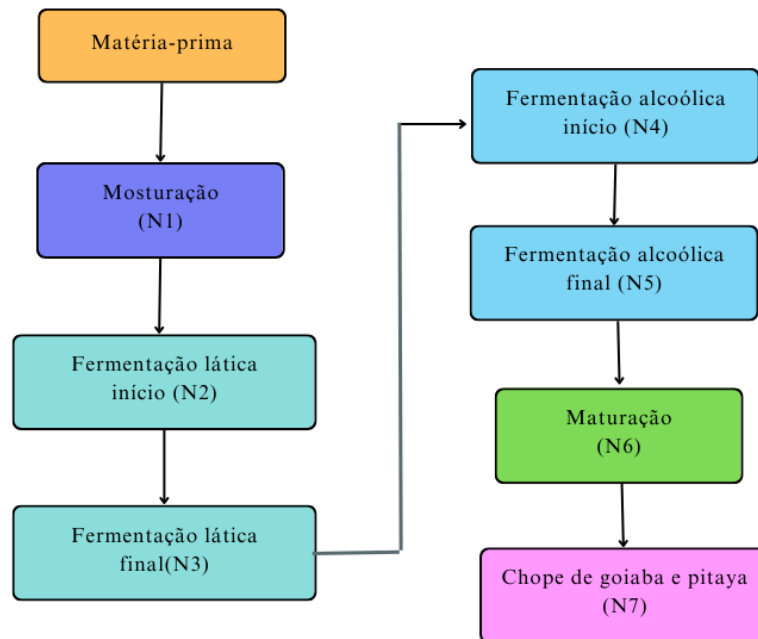 Matéria-prima
Mosturação
(N1)
Fermentação lática
início (N2)
Fermentação lática
final(N3)
Fermentação alcoólica
início (N4)
Fermentação alcoólica
final (N5)
Maturação
(N6)
Chope de goiaba e pitaya
(N7)